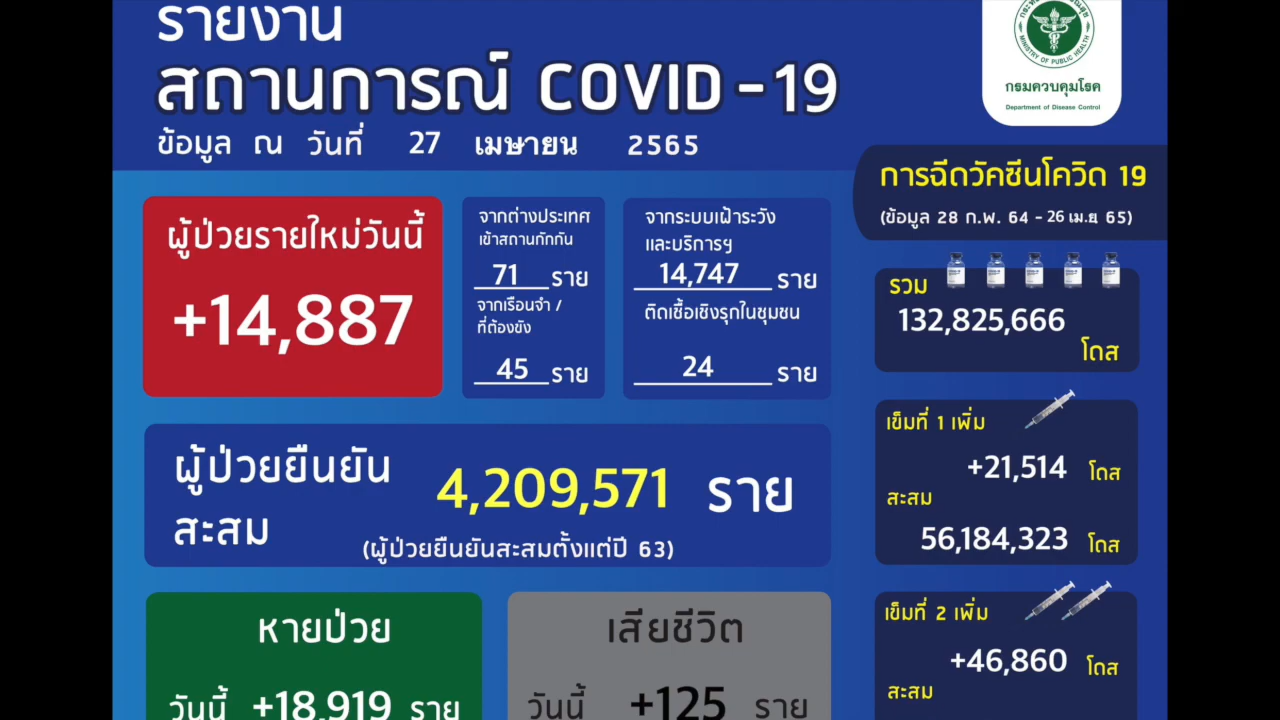 รายงาน
สถานการณ์ COVID-19
ข้อมูล ณ วันที่ 27 เมษายน 2565
MINISTRY OF PUBLIC HEALTH
กรมควบคุมโรค
Department of Disease Control
ผู้ป่วยรายใหม่วันนี้
+14,887
จากต่างประเทศ
เข้าสถานกักกัน
71 ราย
จากเรือนจำ /
ที่ต้องขัง
45 ราย
จากระบบเฝ้าระวัง
และบริการฯ
14,747 ราย
ติดเชื้อเชิงรุกในชุมชน
24 ราย
ผู้ป่วยยืนยัน
สะสม
4,209,571 ราย
(ผู้ป่วยยืนยันสะสมตั้งแต่ปี 63)
หายป่วย
วันนี้ +18,919 ราย
เสียชีวิต
วันนี้ +125 ราย
การฉีดวัคซีนโควิด 19
(ข้อมูล 28 ก.พ. 64 - 26 เม.ย 65)
รวม
132,825,666
โดส
เข็มที่ 1 เพิ่ม
+21,514 โดส
สะสม
56,184,323 โดส
เข็มที่ 2 เพิ่ม
+46,860 โดส
สะสม